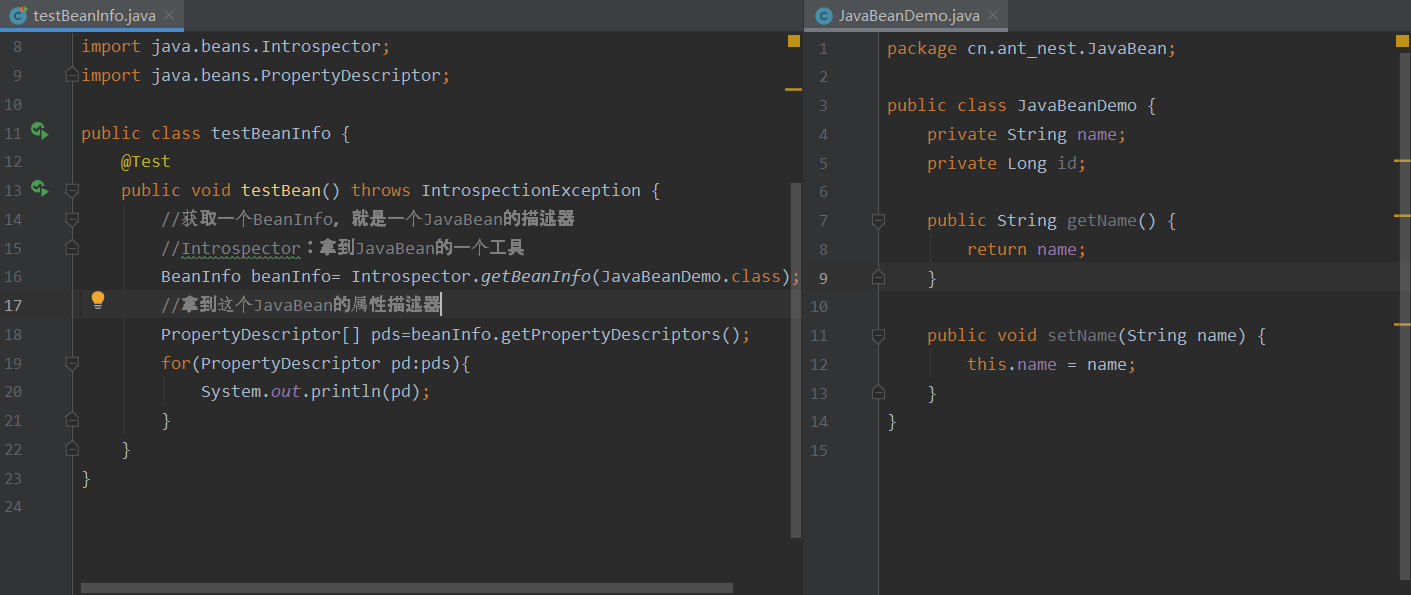 testBeanInfo.java
8 import java.beans.Introspector;
9 import java.beans.PropertyDescriptor;
10
11 public class testBeanInfo {
12 @Test
13 public void testBean() throws IntrospectionException {
14 //获取一个BeanInfo, 就是一个JavaBean的描述器
15 //Introspector：拿到JavaBean的一个工具
16 BeanInfo beanInfo= Introspector.getBeanInfo(JavaBeanDemo.class);
17 //拿到这个JavaBean的属性描述器
18 PropertyDescriptor[] pds=beanInfo.getPropertyDescriptors();
19 for(PropertyDescriptor pd:pds){
20 System.out.println(pd);
21 }
22 }
23 }
24
JavaBeanDemo.java
1 package cn.ant_nest.JavaBean;
2
3 public class JavaBeanDemo {
4 private String name;
5 private Long id;
6
7 public String getName() {
8 return name;
9 }
10
11 public void setName(String name) {
12 this.name = name;
13 }
14 }
15